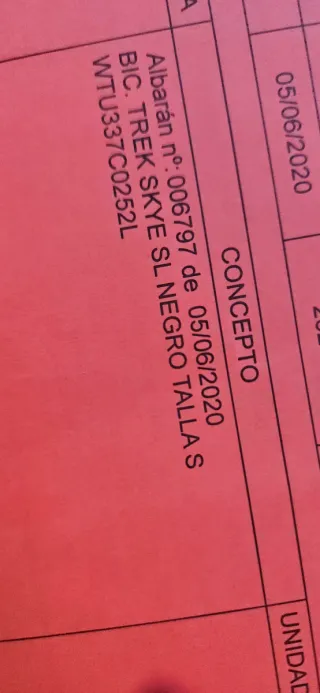 05/06/2020
CONCEPTO
UNIDAD
Albarán nº: 006797 de 05/06/2020
BIC. TREK SKYE SL NEGRO TALLA S
WTU337C0252L